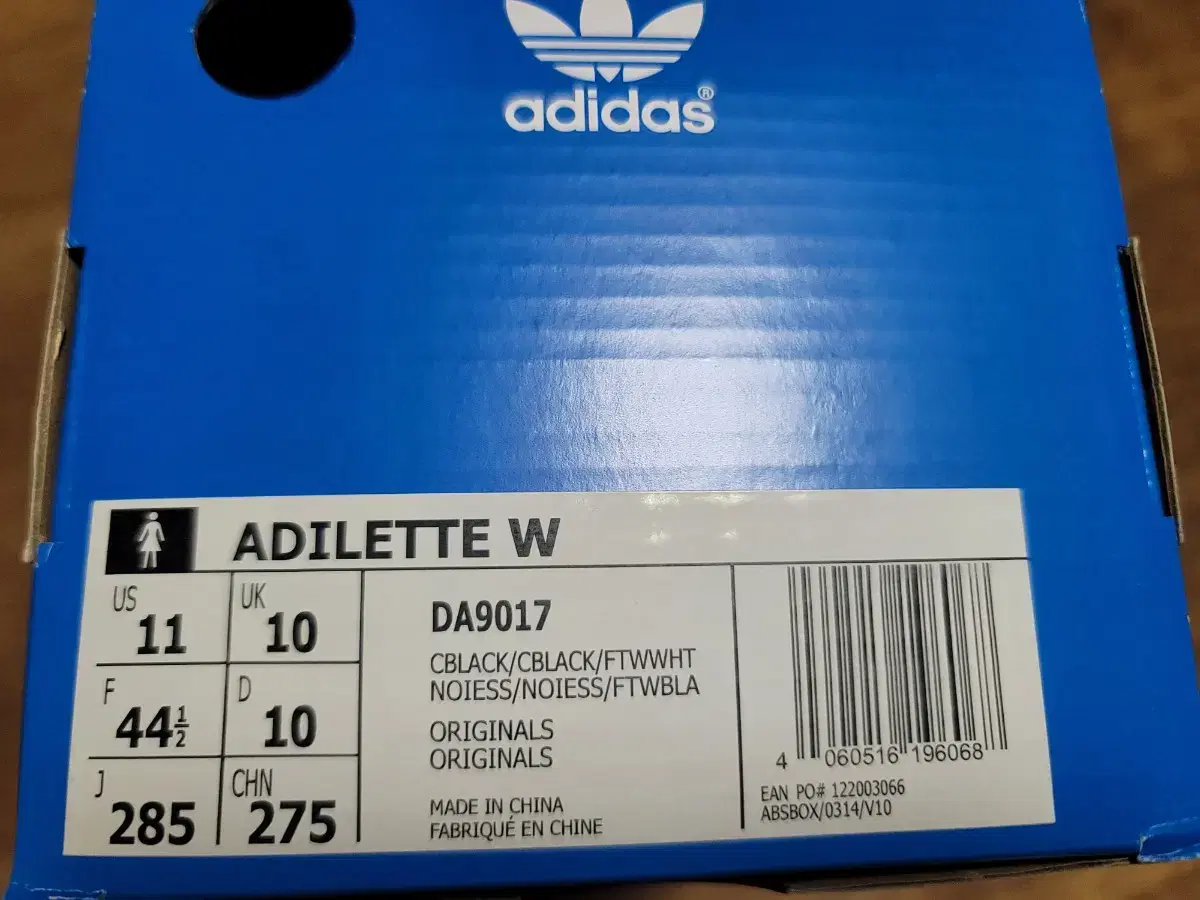 adidas®
ADILETTE W
US 11
UK 10
F 44½
D 10
J 285
CHN 275
DA9017
CBLACK/CBLACK/FTWWHT
NOIESS/NOIESS/FTWBLA
ORIGINALS
ORIGINALS
MADE IN CHINA
FABRIQUÉ EN CHINE
4 060516 196068
EAN PO# 122003066
ABSBOX/0314/V10